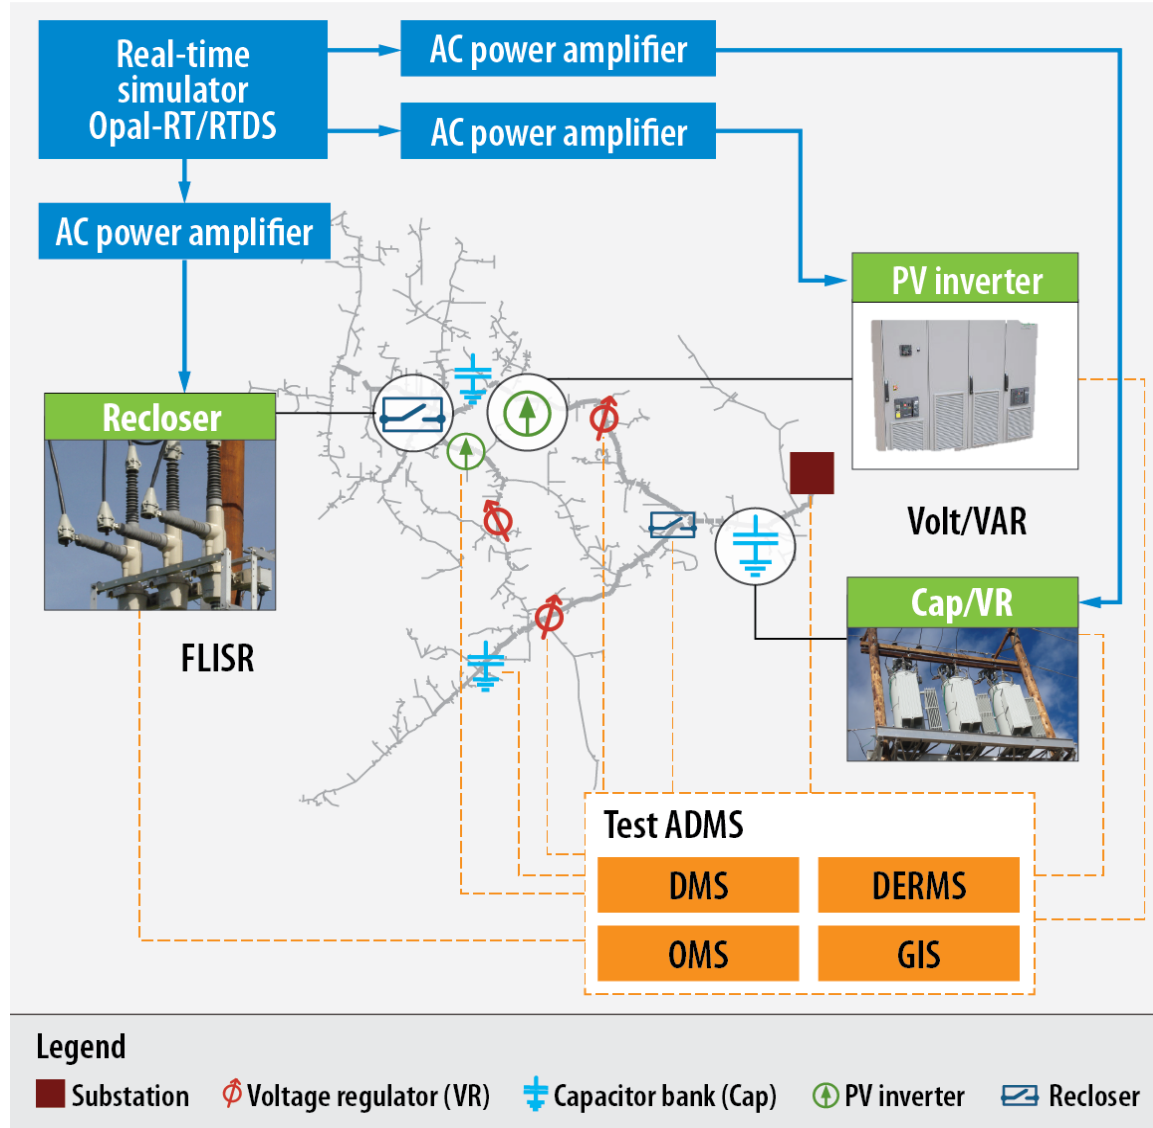 Real-time
simulator
Opal-RT/RTDS
AC power amplifier
AC power amplifier
AC power amplifier
PV inverter
Recloser
Volt/VAR
Cap/VR
FLISR
Test ADMS
DMS
DERMS
OMS
GIS
Legend
Substation
Voltage regulator (VR)
Capacitor bank (Cap)
PV inverter
Recloser